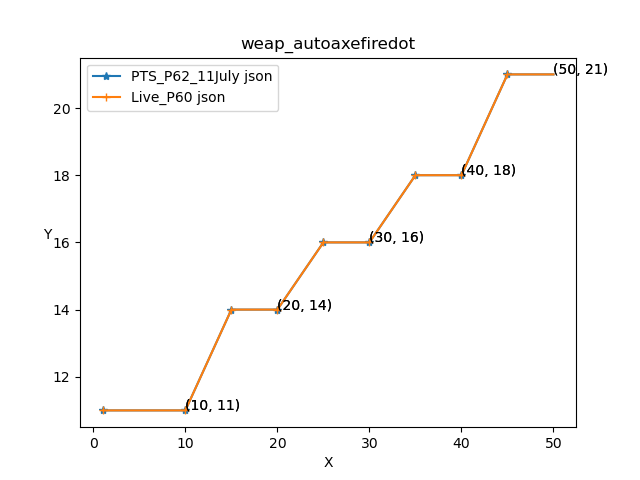 weap_autoaxefiredot
PTS_P62_11July json
Live_P60 json
(50, 21)
(40, 18)
(30, 16)
(20, 14)
(10, 11)
20
18
16
14
12
Y
0 10 20 30 40 50
X